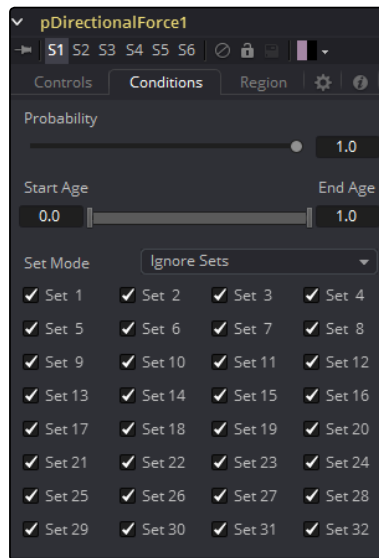 pDirectionalForce1
S1 S2 S3 S4 S5 S6
Controls Conditions Region
Probability
1.0
Start Age End Age
0.0 1.0
Set Mode Ignore Sets
Set 1 Set 2 Set 3 Set 4
Set 5 Set 6 Set 7 Set 8
Set 9 Set 10 Set 11 Set 12
Set 13 Set 14 Set 15 Set 16
Set 17 Set 18 Set 19 Set 20
Set 21 Set 22 Set 23 Set 24
Set 25 Set 26 Set 27 Set 28
Set 29 Set 30 Set 31 Set 32